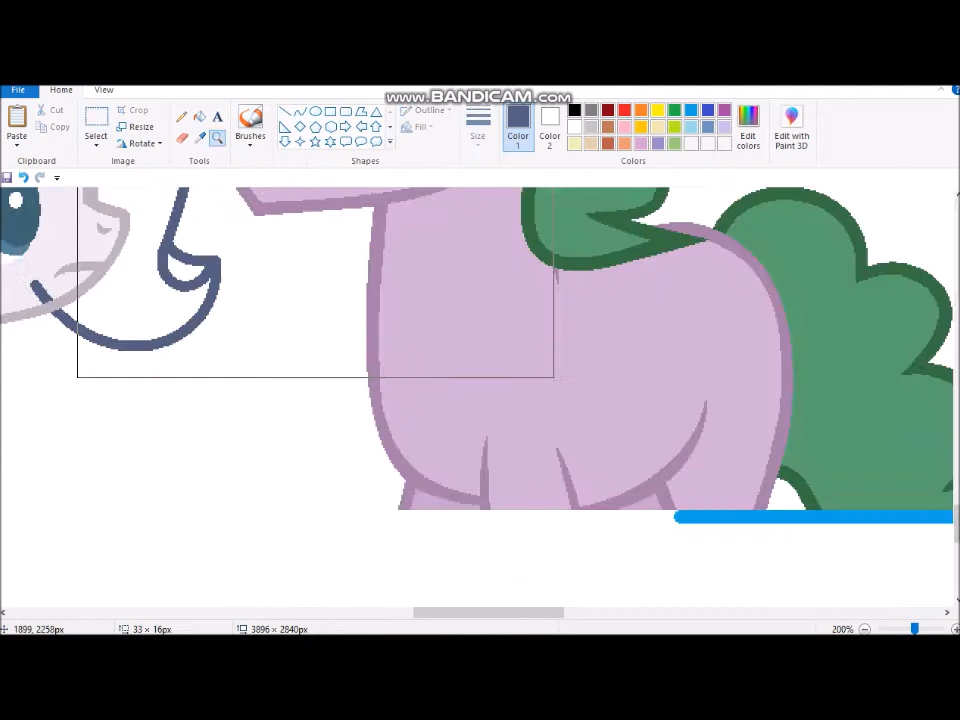 www.BANDICAM.com
File Home View
Paste
Cut
Copy
Clipboard
Select
Crop
Resize
Rotate
Image
A
Tools
Brushes
Shapes
Outline
Fill
Size
Color 1
Color 2
Edit colors
Colors
Edit with Paint 3D
1899, 2258px 33 × 16px 3896 × 2840px 200%